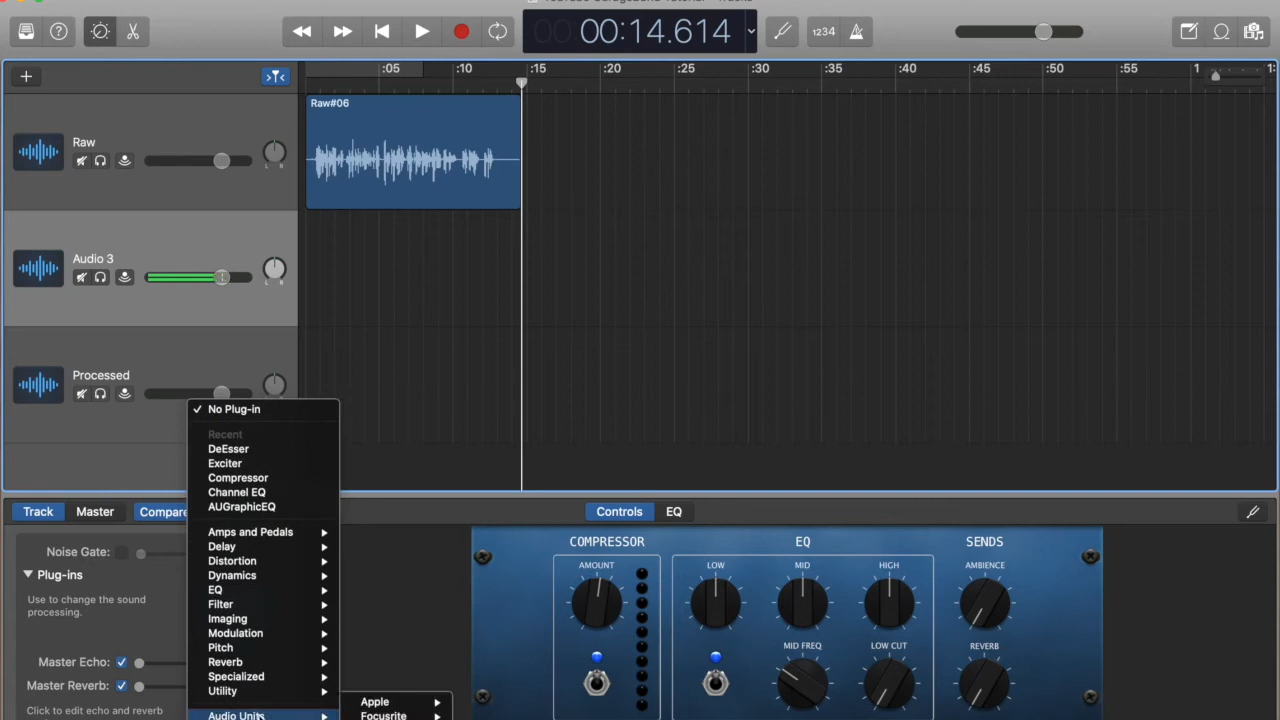 00:14.614
1234
:05 :10 :15 :20 :25 :30 :35 :40 :45 :50 :55 1
Raw#06
Raw
L R
Audio 3
L R
Processed
No Plug-in
Recent
DeEsser
Exciter
Compressor
Channel EQ
AUGraphicEQ
Amps and Pedals
Delay
Distortion
Dynamics
EQ
Filter
Imaging
Modulation
Pitch
Reverb
Specialized
Utility
Audio Units
Apple
Focusrite
Track Master Compare
Controls EQ
Noise Gate:
Plug-ins
Use to change the sound
processing.
Master Echo:
Master Reverb:
Click to edit echo and reverb
COMPRESSOR EQ SENDS
AMOUNT LOW MID HIGH AMBIENCE
MID FREQ LOW CUT REVERB